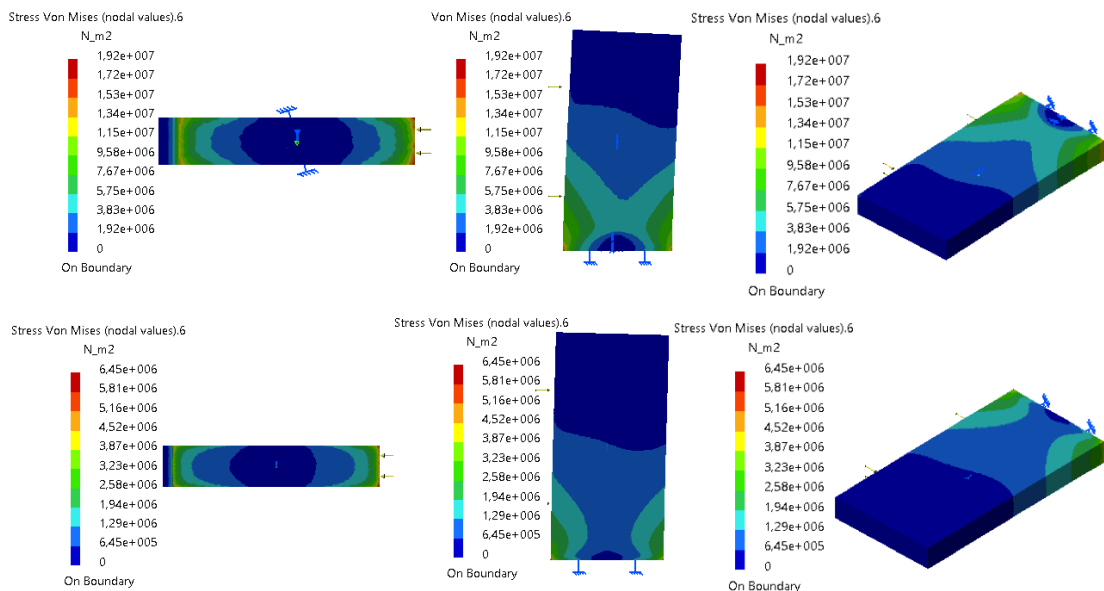 Stress Von Mises (nodal values).6
N_m2
1,92e+007
1,72e+007
1,53e+007
1,34e+007
1,15e+007
9,58e+006
7,67e+006
5,75e+006
3,83e+006
1,92e+006
0
On Boundary
Von Mises (nodal values).6
N_m2
1,92e+007
1,72e+007
1,53e+007
1,34e+007
1,15e+007
9,58e+006
7,67e+006
5,75e+006
3,83e+006
1,92e+006
0
On Boundary
Stress Von Mises (nodal values).6
N_m2
1,92e+007
1,72e+007
1,53e+007
1,34e+007
1,15e+007
9,58e+006
7,67e+006
5,75e+006
3,83e+006
1,92e+006
0
On Boundary
Stress Von Mises (nodal values).6
N_m2
6,45e+006
5,81e+006
5,16e+006
4,52e+006
3,87e+006
3,23e+006
2,58e+006
1,94e+006
1,29e+006
6,45e+005
0
On Boundary
Stress Von Mises (nodal values).6
N_m2
6,45e+006
5,81e+006
5,16e+006
4,52e+006
3,87e+006
3,23e+006
2,58e+006
1,94e+006
1,29e+006
6,45e+005
0
On Boundary
Stress Von Mises (nodal values).6
N_m2
6,45e+006
5,81e+006
5,16e+006
4,52e+006
3,87e+006
3,23e+006
2,58e+006
1,94e+006
1,29e+006
6,45e+005
0
On Boundary